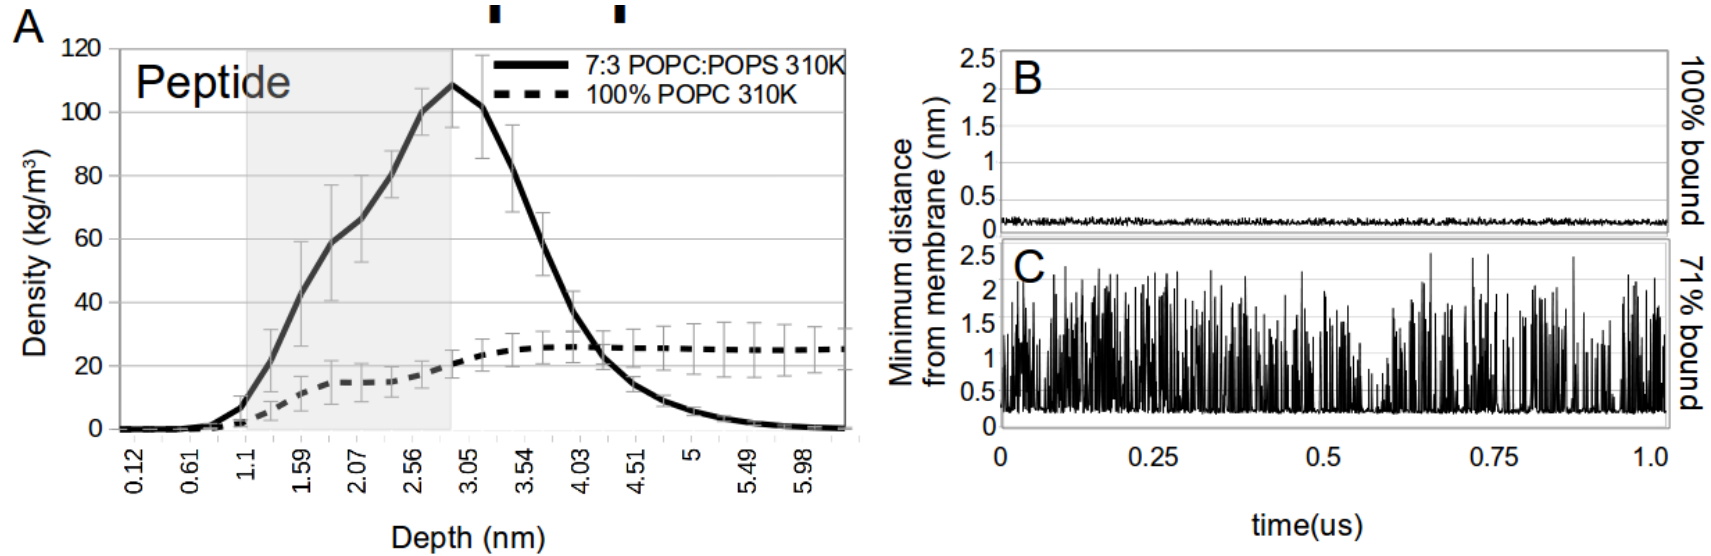 A
120
100
80
60
40
20
0
Density (kg/m³)
Peptide
7:3 POPC:POPS 310K
100% POPC 310K
0.12
0.61
1.1
1.59
2.07
2.56
3.05
3.54
4.03
4.51
5
5.49
5.98
Depth (nm)
Minimum distance
from membrane (nm)
B
2.5
2
1.5
1
0.5
0
100% bound
C
2.5
2
1.5
1
0.5
0
71% bound
0
0.25
0.5
0.75
1.0
time(us)